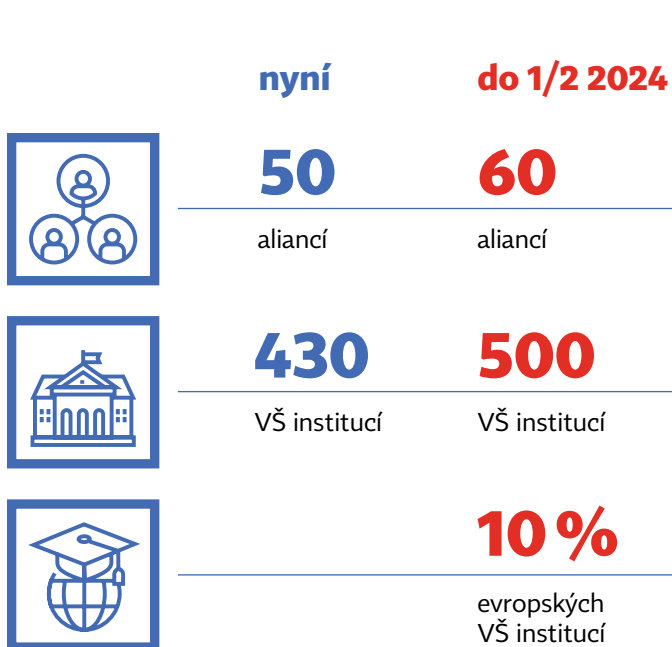 nyní do 1/2 2024
50 60
aliancí aliancí
430 500
VŠ institucí VŠ institucí
10 %
evropských
VŠ institucí